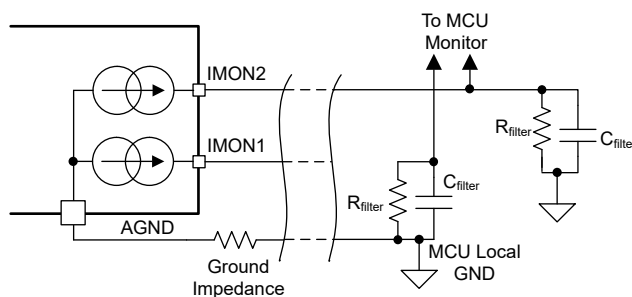 To MCU
Monitor
IMON2
IMON1
Rfilter
Cfilte
Cfilter
Rfilter
AGND
MCU Local
GND
Ground
Impedance